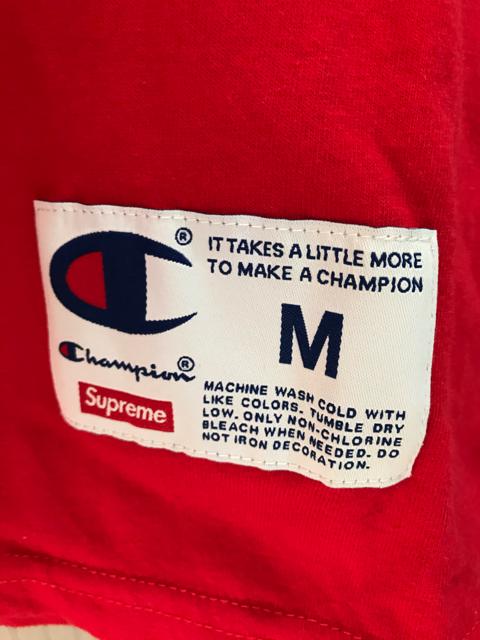 ®
IT TAKES A LITTLE MORE
TO MAKE A CHAMPION
M
Champion®
Supreme
MACHINE WASH COLD WITH
LIKE COLORS. TUMBLE DRY
LOW. ONLY NON-CHLORINE
BLEACH WHEN NEEDED. DO
NOT IRON DECORATION.